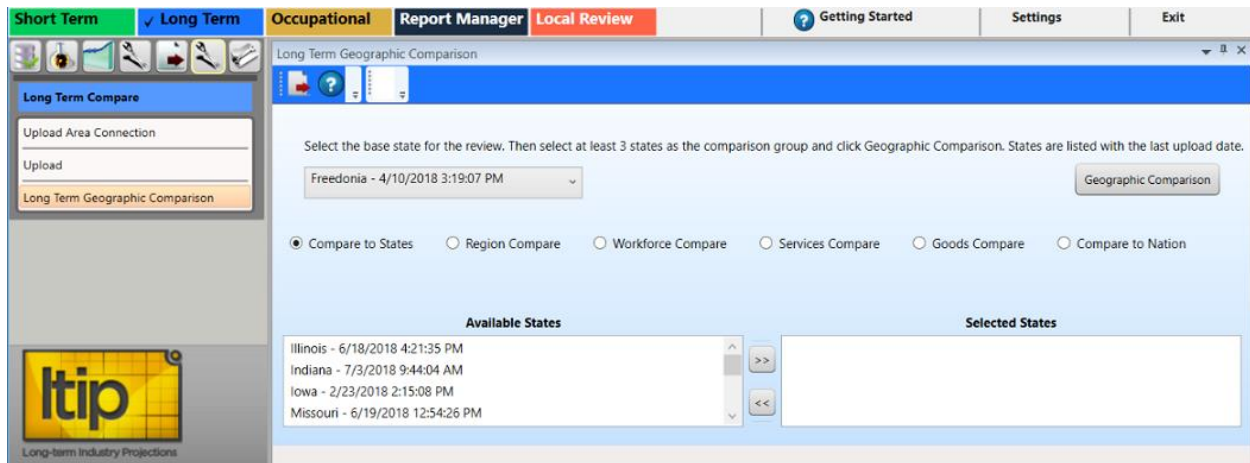 Short Term
✓ Long Term
Occupational
Report Manager
Local Review
? Getting Started
Settings
Exit
Long Term Geographic Comparison
?
Long Term Compare
Upload Area Connection
Upload
Long Term Geographic Comparison
Select the base state for the review. Then select at least 3 states as the comparison group and click Geographic Comparison. States are listed with the last upload date.
Freedonia - 4/10/2018 3:19:07 PM
Geographic Comparison
Compare to States
Region Compare
Workforce Compare
Services Compare
Goods Compare
Compare to Nation
Available States
Selected States
Illinois - 6/18/2018 4:21:35 PM
Indiana - 7/3/2018 9:44:04 AM
Iowa - 2/23/2018 2:15:08 PM
Missouri - 6/19/2018 12:54:26 PM
>>
<<
ltip
Long-term Industry Projections